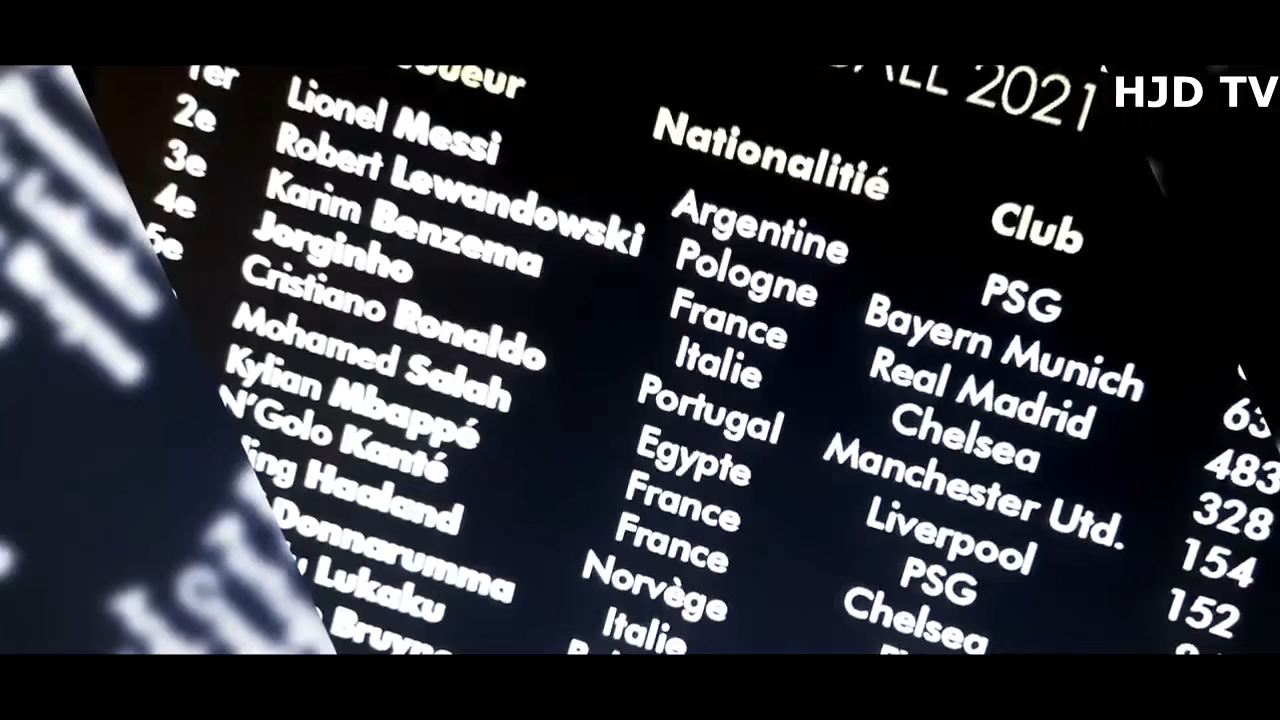 HJD TV
2021
Nationalitié
Club
1er Lionel Messi Argentine PSG
2e Robert Lewandowski Pologne Bayern Munich 483
3e Karim Benzema France Real Madrid 328
4e Jorginho Italie Chelsea 154
5e Cristiano Ronaldo Portugal Manchester Utd. 152
Mohamed Salah Egypte Liverpool
Kylian Mbappé France PSG
N'Golo Kanté France Chelsea
Haaland Norvège
Donnarumma Italie
Lukaku